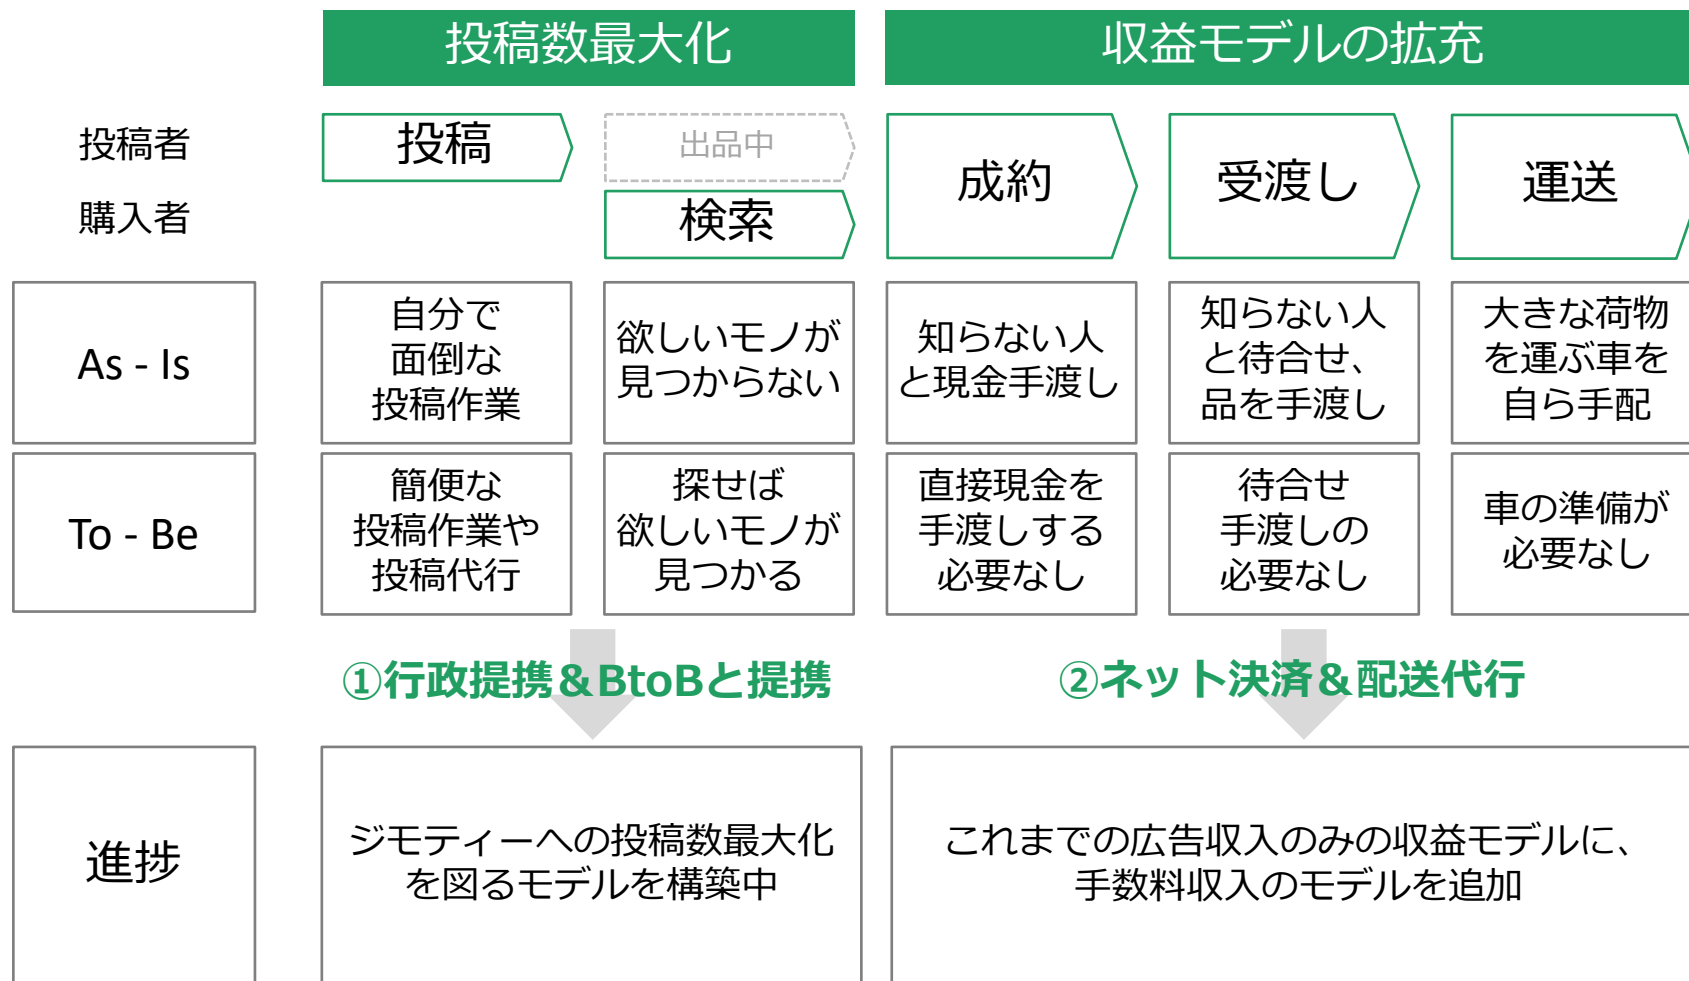 投稿数最大化
収益モデルの拡充
投稿者
投稿
出品中
購入者
検索
成約
受渡し
運送
As - Is
自分で
面倒な
投稿作業
欲しいモノが
見つからない
知らない人
と現金手渡し
知らない人
と待合せ、
品を手渡し
大きな荷物
を運ぶ車を
自ら手配
To - Be
簡便な
投稿作業や
投稿代行
探せば
欲しいモノが
見つかる
直接現金を
手渡しする
必要なし
待合せ
手渡しの
必要なし
車の準備が
必要なし
①行政提携＆BtoBと提携
②ネット決済＆配送代行
進捗
ジモティーへの投稿数最大化
を図るモデルを構築中
これまでの広告収入のみの収益モデルに、
手数料収入のモデルを追加